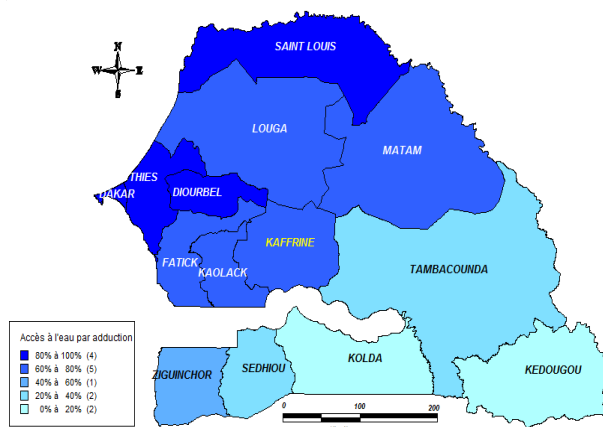 SAINT LOUIS
N
W E
S
LOUGA
MATAM
THIES
DAKAR
DIOURBEL
KAFFRINE
FATICK
KAOLACK
TAMBACOUNDA
ZIGUINCHOR
SEDHIOU
KOLDA
KEDOUGOU
Accès à l'eau par adduction
80% à 100% (4)
60% à 80% (5)
40% à 60% (1)
20% à 40% (2)
0% à 20% (2)
0 100 200